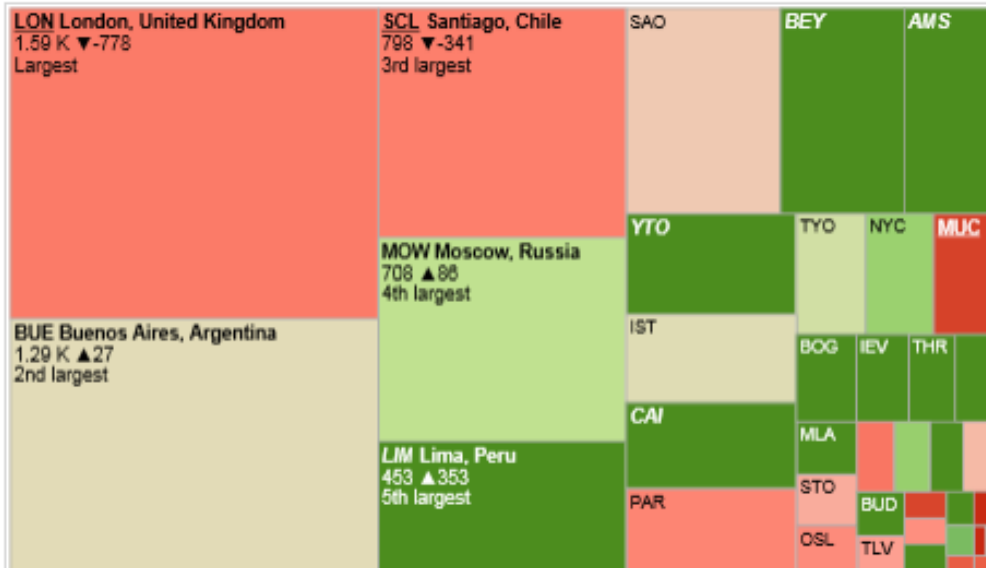 LON London, United Kingdom
1.59 K ▼-778
Largest
BUE Buenos Aires, Argentina
1.29 K ▲27
2nd largest
SCL Santiago, Chile
798 ▼-341
3rd largest
MOW Moscow, Russia
708 ▲86
4th largest
LIM Lima, Peru
453 ▲353
5th largest
SAO
BEY
AMS
YTO
TYO
NYC
MUC
IST
BOG
IEV
THR
CAI
MLA
STO
PAR
BUD
OSL
TLV